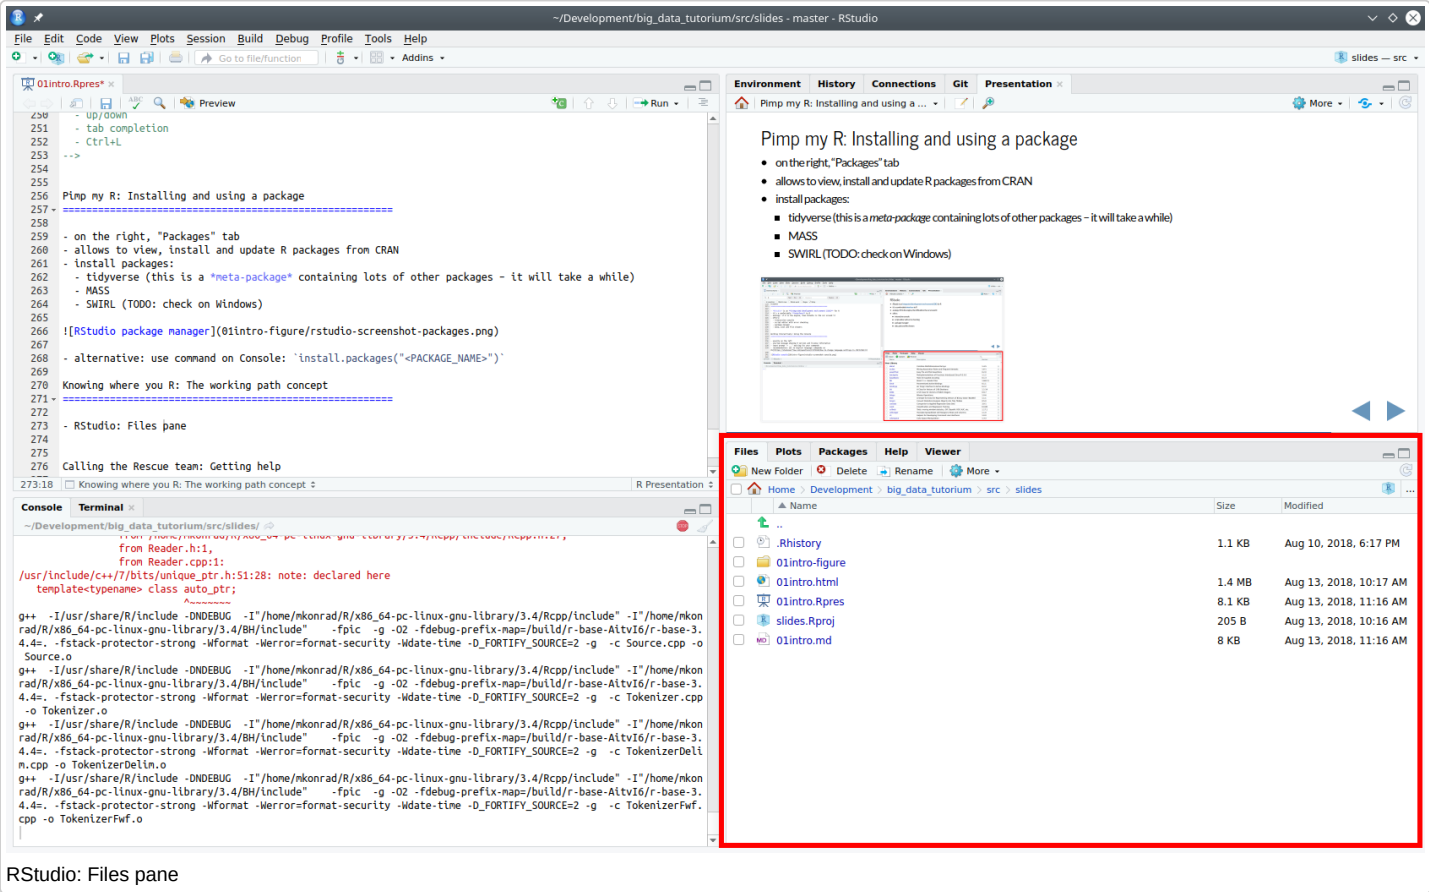 ~/Development/big_data_tutorium/src/slides - master - RStudio
File Edit Code View Plots Session Build Debug Profile Tools Help
Go to file/function Addins slides — src
01intro.Rpres*
Preview Run
250 - up/down
251 - tab completion
252 - Ctrl+L
253 -->
254
255
256 Pimp my R: Installing and using a package
257 ========================================================
258
259 - on the right, "Packages" tab
260 - allows to view, install and update R packages from CRAN
261 - install packages:
262 - tidyverse (this is a *meta-package* containing lots of other packages – it will take a while)
263 - MASS
264 - SWIRL (TODO: check on Windows)
265
266 ![RStudio package manager](01intro-figure/rstudio-screenshot-packages.png)
267
268 - alternative: use command on Console: `install.packages("<PACKAGE_NAME>")`
269
270 Knowing where you R: The working path concept
271 ========================================================
272
273 - RStudio: Files pane
274
275
276 Calling the Rescue team: Getting help
273:18 Knowing where you R: The working path concept R Presentation
Console Terminal
~/Development/big_data_tutorium/src/slides/
from /home/mkonrad/R/x86_64-pc-linux-gnu-library/3.4/Rcpp/include/Rcpp.h:27,
from Reader.h:1,
from Reader.cpp:1:
/usr/include/c++/7/bits/unique_ptr.h:51:28: note: declared here
template<typename> class auto_ptr;
^~~~~~~~
g++ -I/usr/share/R/include -DNDEBUG -I"/home/mkonrad/R/x86_64-pc-linux-gnu-library/3.4/Rcpp/include" -I"/home/mkon
rad/R/x86_64-pc-linux-gnu-library/3.4/BH/include" -fpic -g -O2 -fdebug-prefix-map=/build/r-base-AitvI6/r-base-3.
4.4=. -fstack-protector-strong -Wformat -Werror=format-security -Wdate-time -D_FORTIFY_SOURCE=2 -g -c Source.cpp -o
Source.o
g++ -I/usr/share/R/include -DNDEBUG -I"/home/mkonrad/R/x86_64-pc-linux-gnu-library/3.4/Rcpp/include" -I"/home/mkon
rad/R/x86_64-pc-linux-gnu-library/3.4/BH/include" -fpic -g -O2 -fdebug-prefix-map=/build/r-base-AitvI6/r-base-3.
4.4=. -fstack-protector-strong -Wformat -Werror=format-security -Wdate-time -D_FORTIFY_SOURCE=2 -g -c Tokenizer.cpp
-o Tokenizer.o
g++ -I/usr/share/R/include -DNDEBUG -I"/home/mkonrad/R/x86_64-pc-linux-gnu-library/3.4/Rcpp/include" -I"/home/mkon
rad/R/x86_64-pc-linux-gnu-library/3.4/BH/include" -fpic -g -O2 -fdebug-prefix-map=/build/r-base-AitvI6/r-base-3.
4.4=. -fstack-protector-strong -Wformat -Werror=format-security -Wdate-time -D_FORTIFY_SOURCE=2 -g -c TokenizerDeli
m.cpp -o TokenizerDelim.o
g++ -I/usr/share/R/include -DNDEBUG -I"/home/mkonrad/R/x86_64-pc-linux-gnu-library/3.4/Rcpp/include" -I"/home/mkon
rad/R/x86_64-pc-linux-gnu-library/3.4/BH/include" -fpic -g -O2 -fdebug-prefix-map=/build/r-base-AitvI6/r-base-3.
4.4=. -fstack-protector-strong -Wformat -Werror=format-security -Wdate-time -D_FORTIFY_SOURCE=2 -g -c TokenizerFwf.
cpp -o TokenizerFwf.o
Environment History Connections Git Presentation
Pimp my R: Installing and using a ... More
Pimp my R: Installing and using a package
• on the right, "Packages" tab
• allows to view, install and update R packages from CRAN
• install packages:
▪ tidyverse (this is a meta-package containing lots of other packages – it will take a while)
▪ MASS
▪ SWIRL (TODO: check on Windows)
Files Plots Packages Help Viewer
New Folder Delete Rename More
Home Development big_data_tutorium src slides ...
Name Size Modified
..
.Rhistory 1.1 KB Aug 10, 2018, 6:17 PM
01intro-figure
01intro.html 1.4 MB Aug 13, 2018, 10:17 AM
01intro.Rpres 8.1 KB Aug 13, 2018, 11:16 AM
slides.Rproj 205 B Aug 13, 2018, 10:16 AM
01intro.md 8 KB Aug 13, 2018, 11:16 AM
RStudio: Files pane